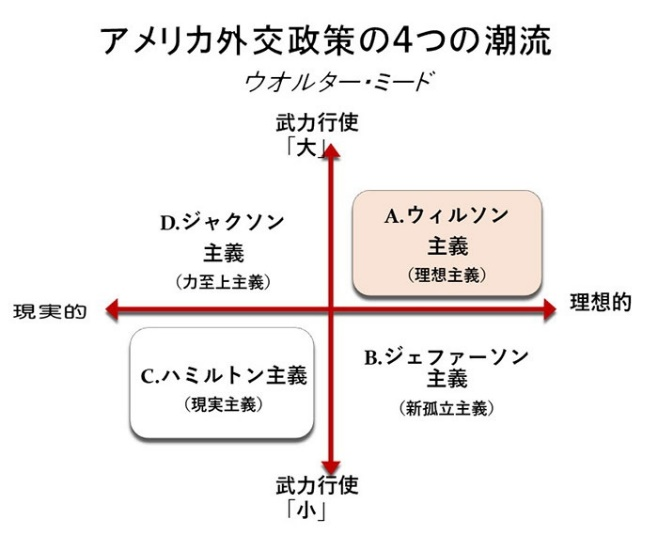 アメリカ外交政策の4つの潮流
ウオルター・ミード
武力行使
「大」
D.ジャクソン
主義
(力至上主義)
A.ウィルソン
主義
(理想主義)
現実的
理想的
C.ハミルトン主義
(現実主義)
B.ジェファーソン
主義
(新孤立主義)
武力行使
「小」